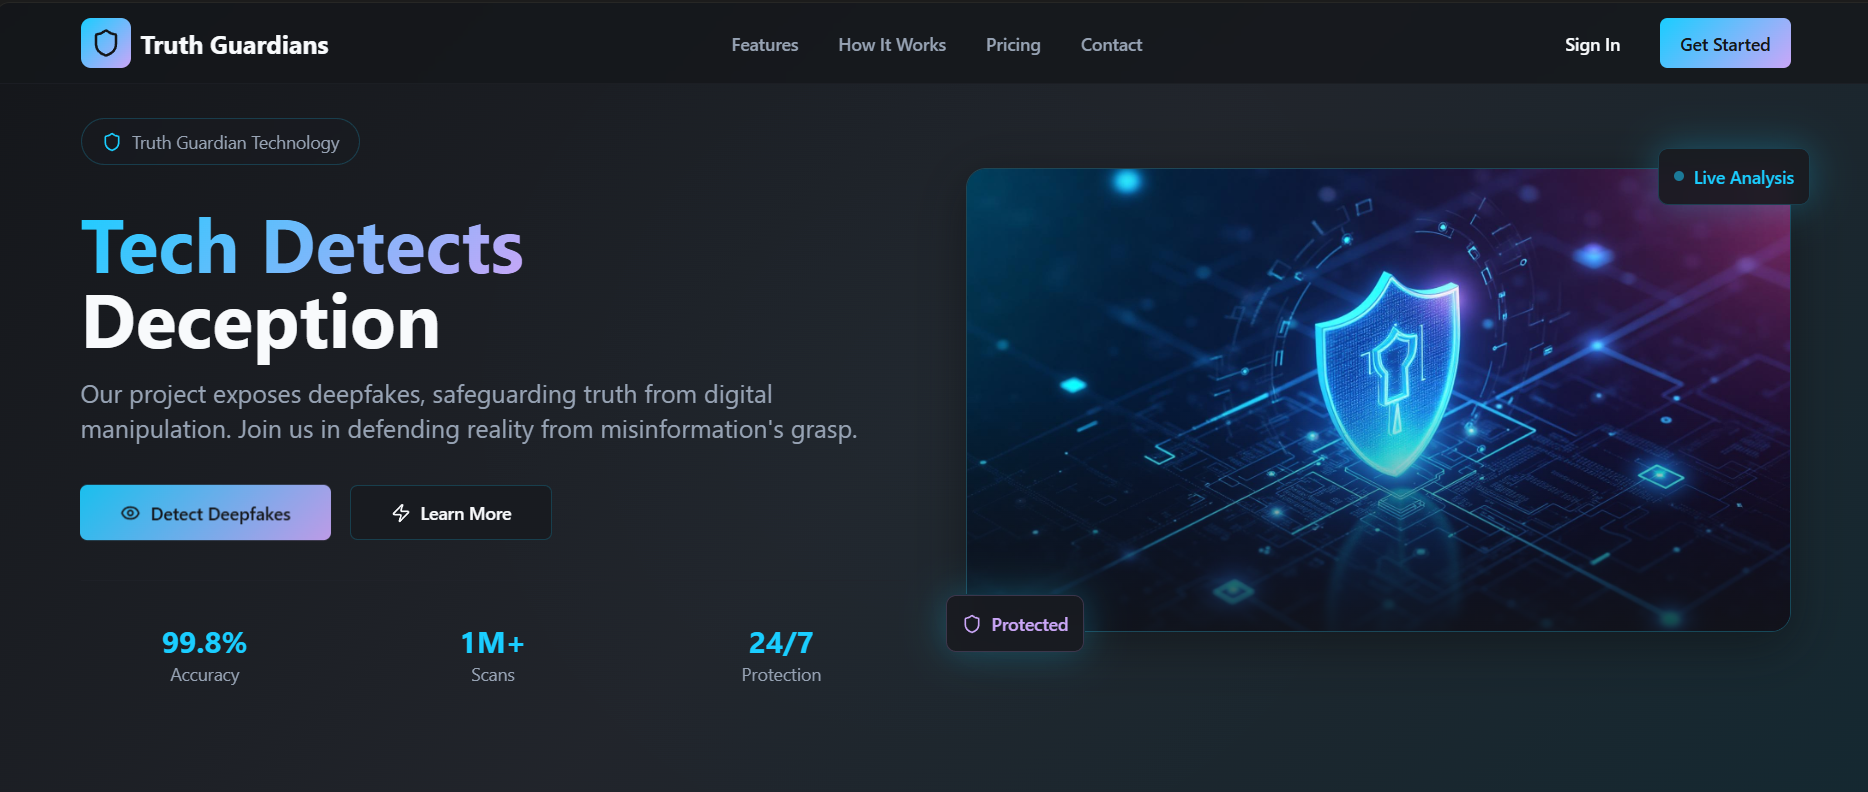 Truth Guardians
Features
How It Works
Pricing
Contact
Sign In
Get Started
Truth Guardian Technology
Tech Detects
Deception
Our project exposes deepfakes, safeguarding truth from digital
manipulation. Join us in defending reality from misinformation's grasp.
Detect Deepfakes
Learn More
99.8%
Accuracy
1M+
Scans
24/7
Protection
Live Analysis
Protected